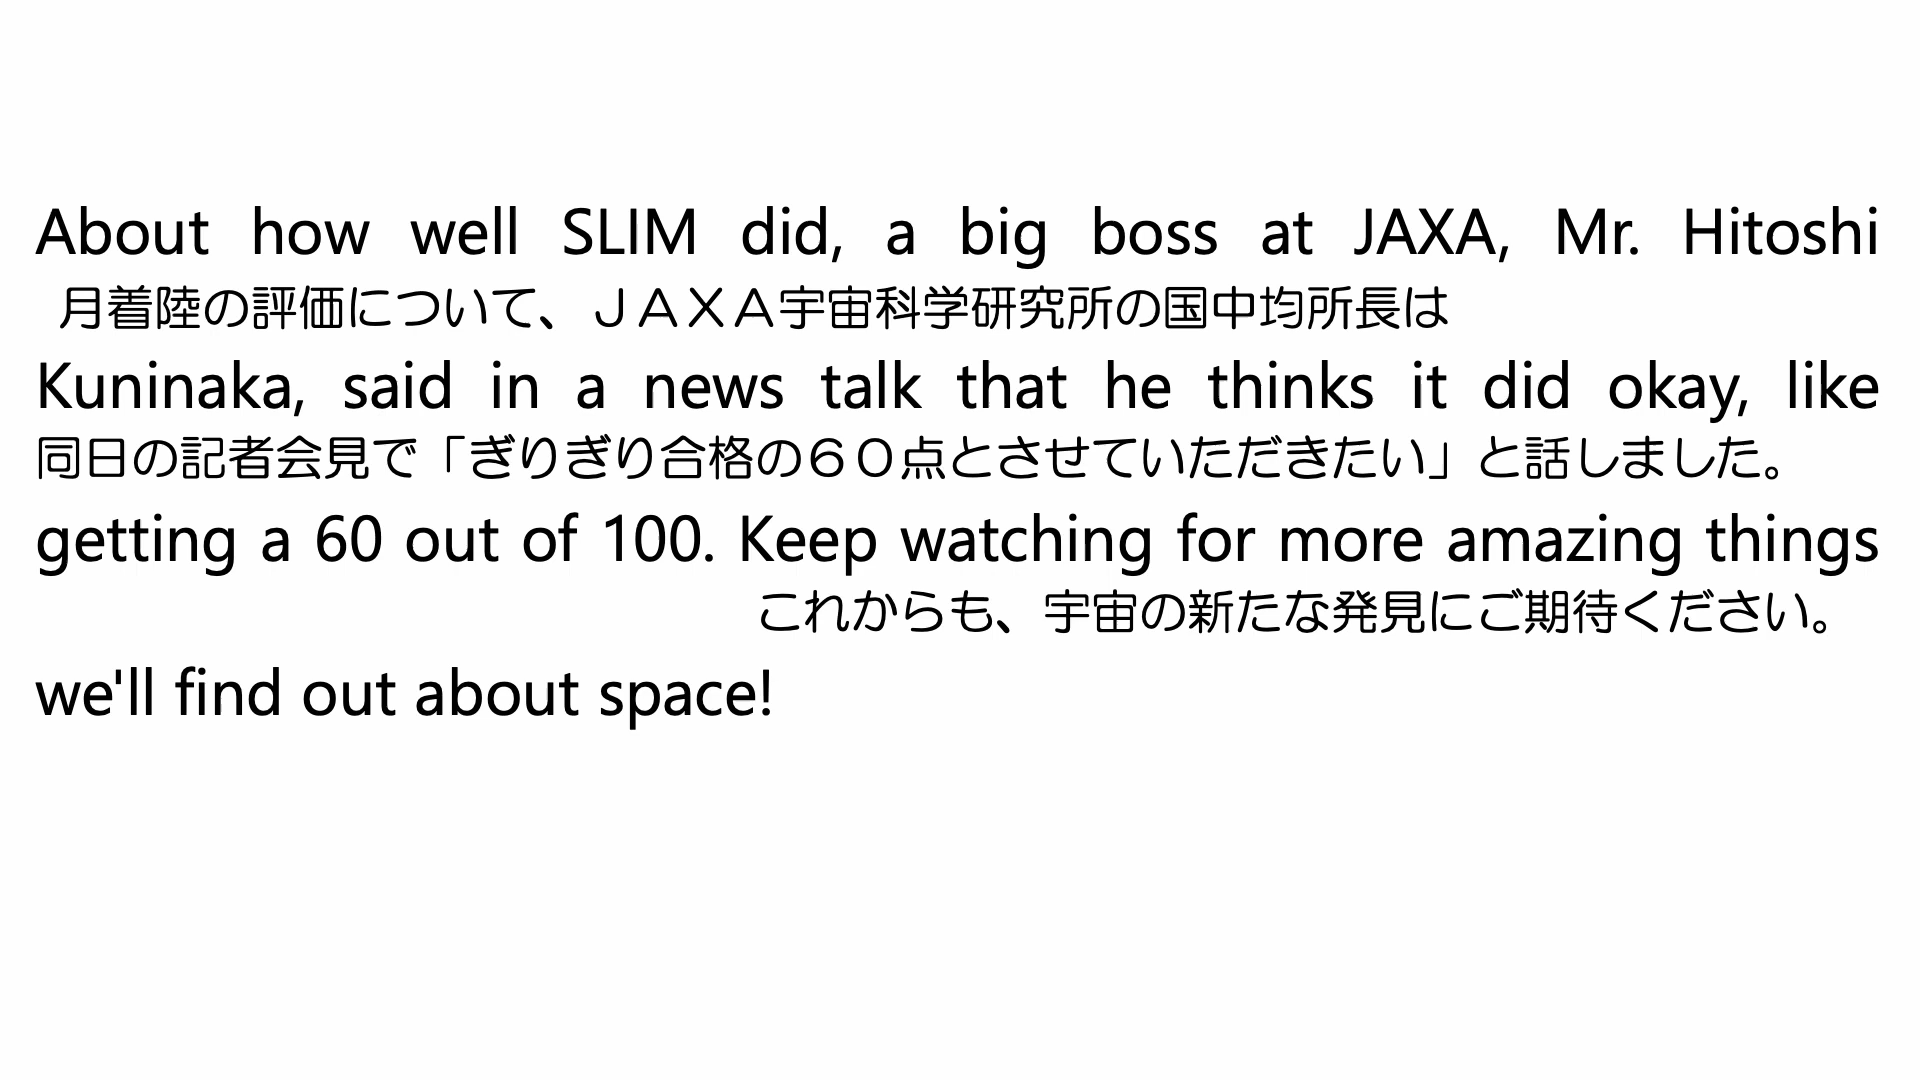 About how well SLIM did, a big boss at JAXA, Mr. Hitoshi
月着陸の評価について、ＪＡＸＡ宇宙科学研究所の国中均所長は
Kuninaka, said in a news talk that he thinks it did okay, like
同日の記者会見で「ぎりぎり合格の６０点とさせていただきたい」と話しました。
getting a 60 out of 100. Keep watching for more amazing things
これからも、宇宙の新たな発見にご期待ください。
we'll find out about space!